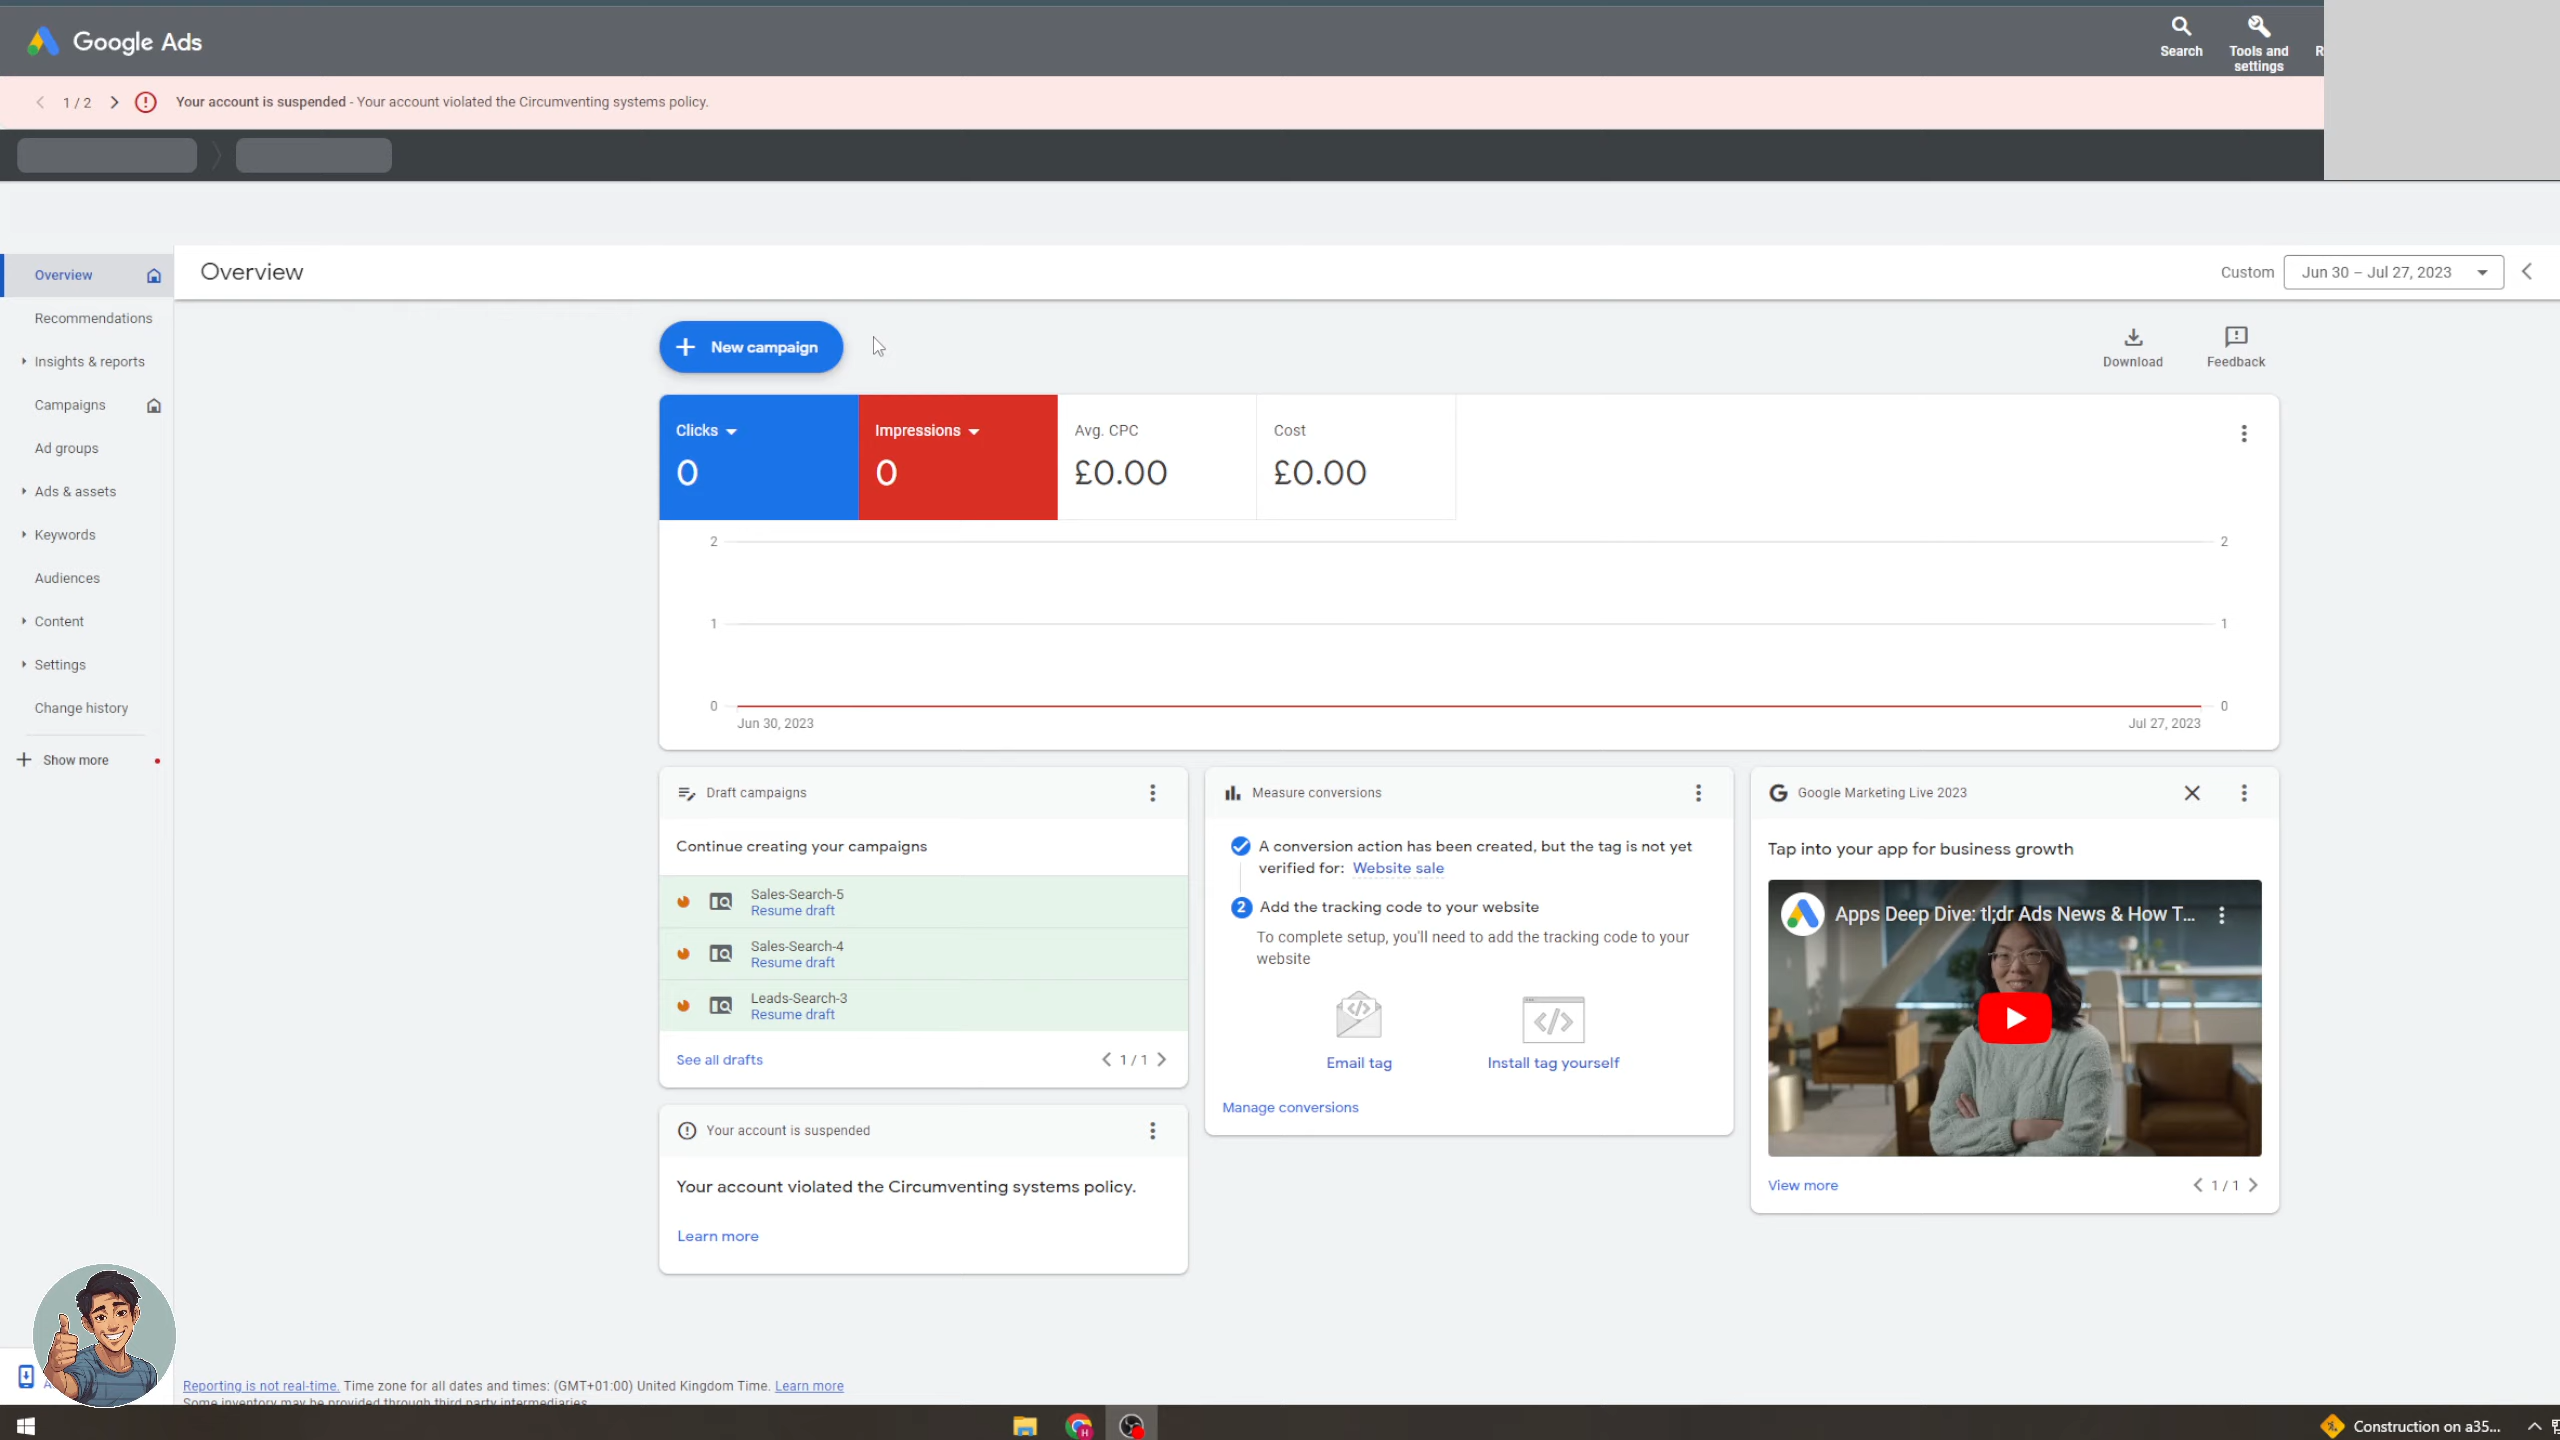 Google Ads
Search
Tools and
settings
1 / 2
Your account is suspended - Your account violated the Circumventing systems policy.
Overview
Recommendations
Insights & reports
Campaigns
Ad groups
Ads & assets
Keywords
Audiences
Content
Settings
Change history
Show more
Overview
Custom
Jun 30 – Jul 27, 2023
New campaign
Download
Feedback
Clicks
0
Impressions
0
Avg. CPC
£0.00
Cost
£0.00
2
2
1
1
0
0
Jun 30, 2023
Jul 27, 2023
Draft campaigns
Continue creating your campaigns
Sales-Search-5
Resume draft
Sales-Search-4
Resume draft
Leads-Search-3
Resume draft
See all drafts
1 / 1
Your account is suspended
Your account violated the Circumventing systems policy.
Learn more
Measure conversions
A conversion action has been created, but the tag is not yet
verified for: Website sale
2
Add the tracking code to your website
To complete setup, you'll need to add the tracking code to your
website
Email tag
Install tag yourself
Manage conversions
Google Marketing Live 2023
Tap into your app for business growth
Apps Deep Dive: tl;dr Ads News & How T...
View more
1 / 1
Reporting is not real-time. Time zone for all dates and times: (GMT+01:00) United Kingdom Time. Learn more
Some inventory may be provided through third party intermediaries.
Construction on a35...